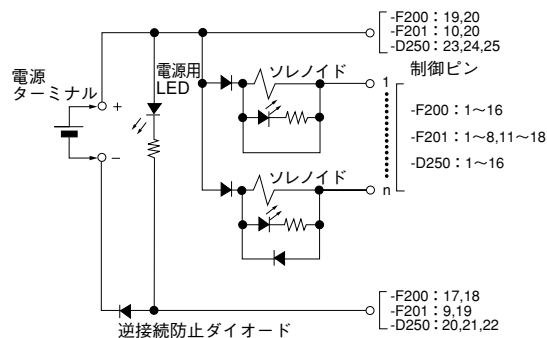 -F200：19,20
-F201：10,20
-D250：23,24,25
制御ピン
電源
ターミナル
＋
－
電源用
LED
ソレノイド
1
-F200：1～16
-F201：1～8,11～18
-D250：1～16
ソレノイド
n
-F200：17,18
-F201：9,19
-D250：20,21,22
逆接続防止ダイオード